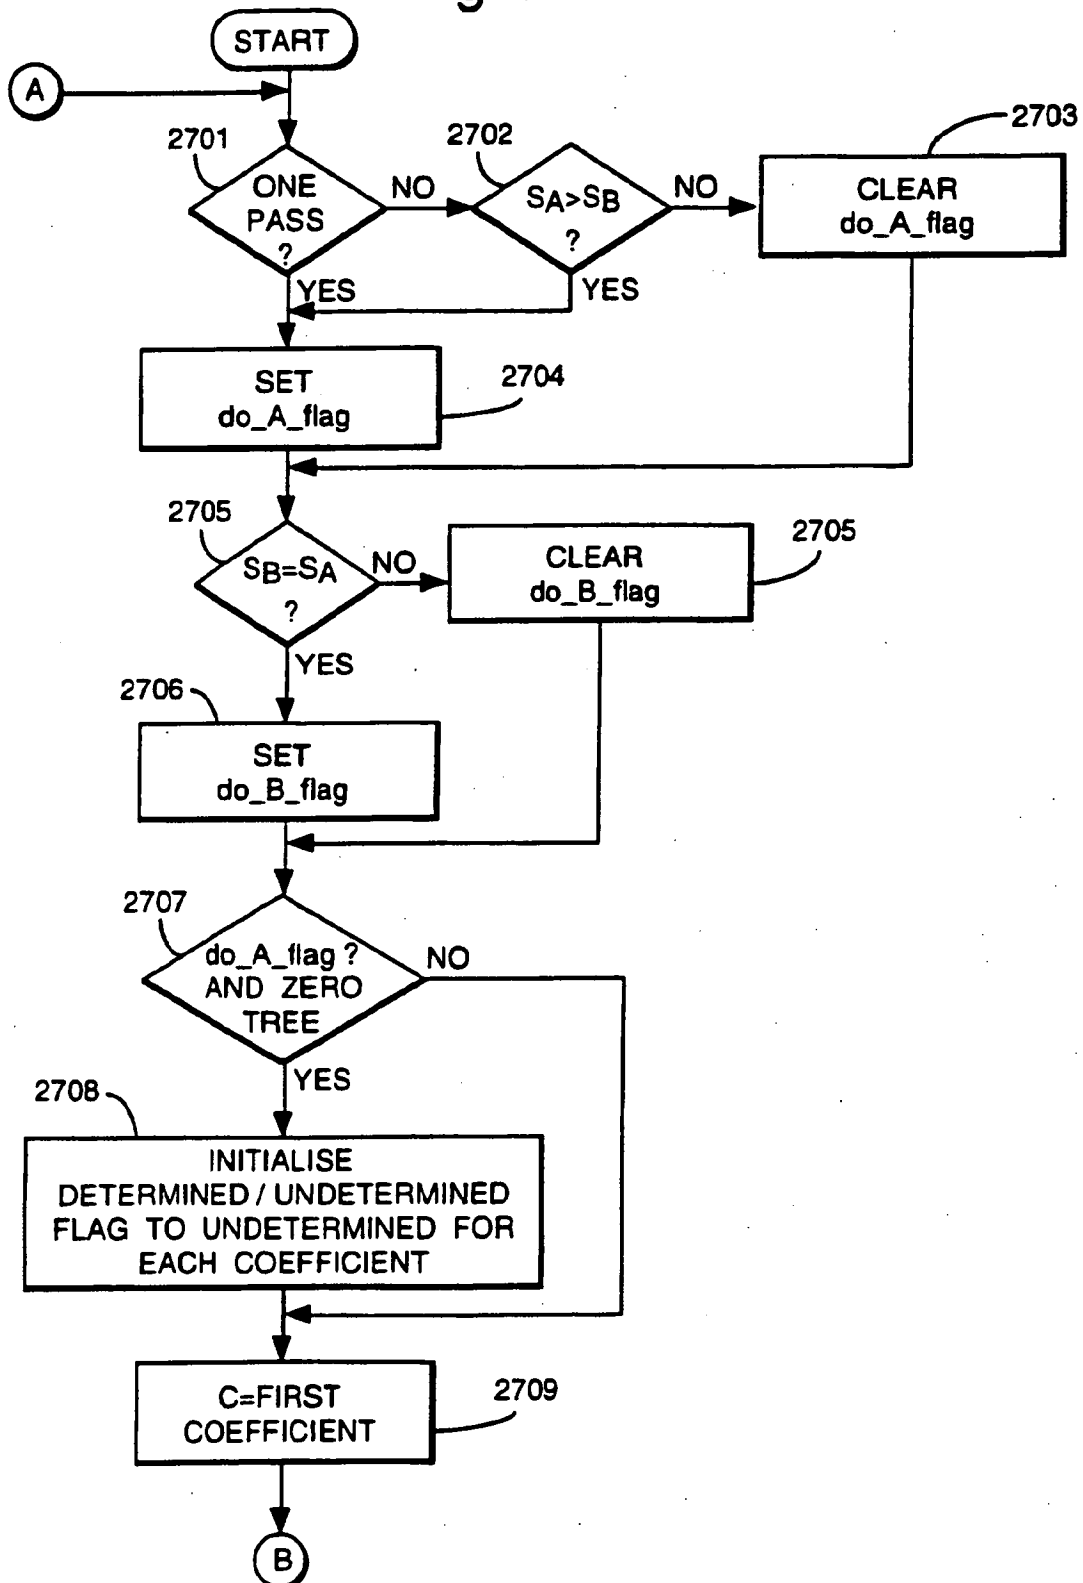 START
A
2701
2702
2703
ONE
PASS
?
NO
SA>SB
?
NO
CLEAR
do_A_flag
YES
YES
SET
do_A_flag
2704
2705
SB=SA
?
NO
CLEAR
do_B_flag
2705
YES
2706
SET
do_B_flag
2707
do_A_flag ?
AND ZERO
TREE
NO
YES
2708
INITIALISE
DETERMINED / UNDETERMINED
FLAG TO UNDETERMINED FOR
EACH COEFFICIENT
C=FIRST
COEFFICIENT
2709
B